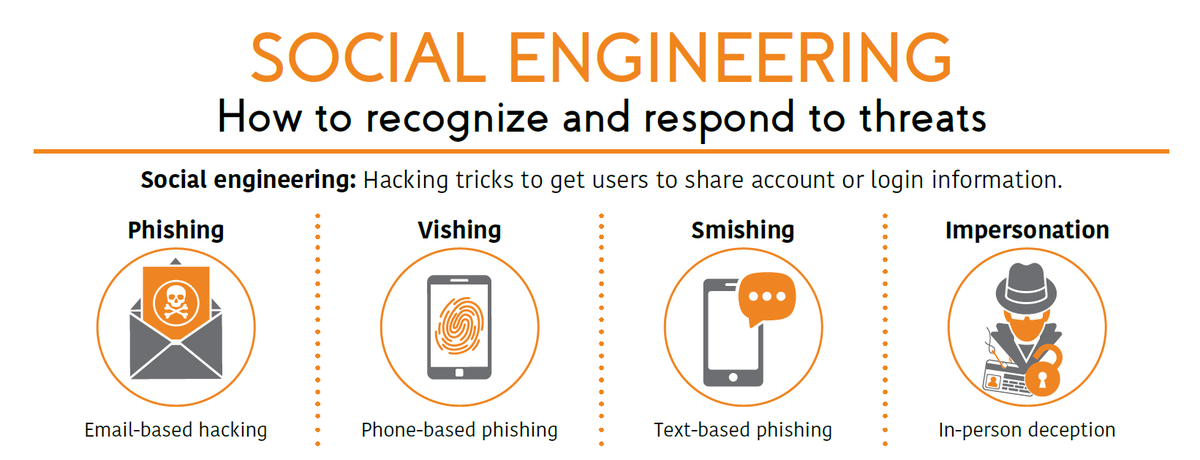 SOCIAL ENGINEERING
How to recognize and respond to threats
Social engineering: Hacking tricks to get users to share account or login information.
Phishing
Email-based hacking
Vishing
Phone-based phishing
Smishing
Text-based phishing
Impersonation
In-person deception